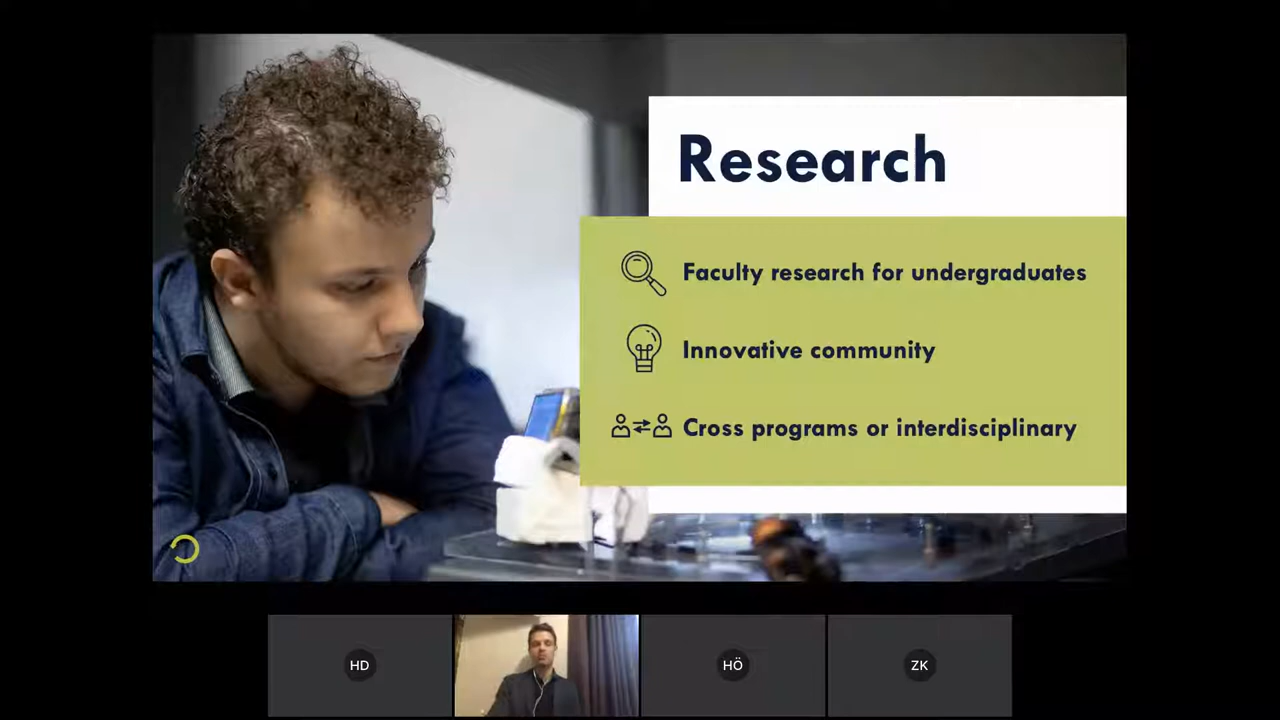 Research
Faculty research for undergraduates
Innovative community
Cross programs or interdisciplinary
HD
HÖ
ZK